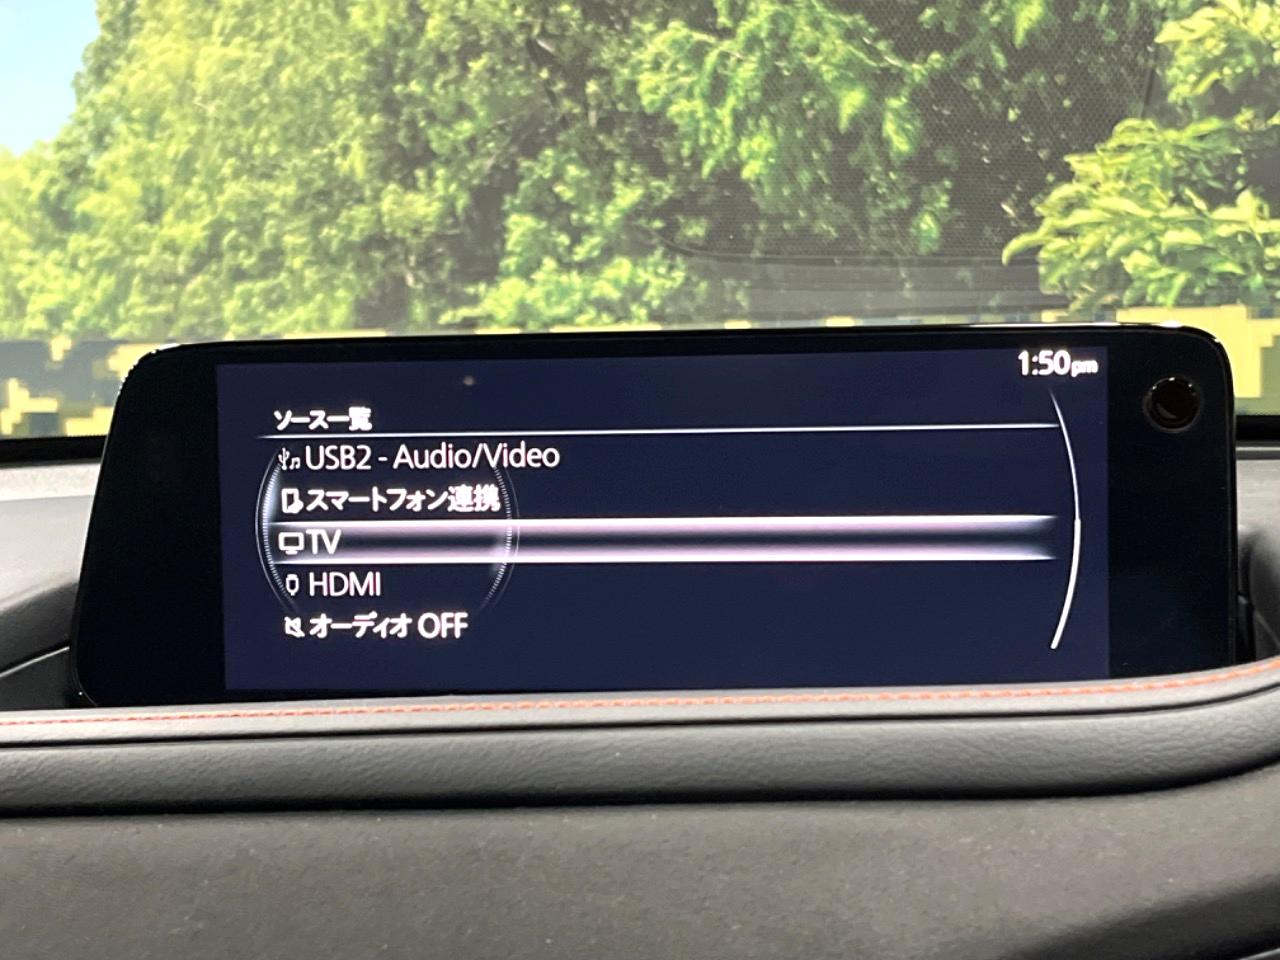 1:50pm
ソース一覧
USB2 - Audio/Video
スマートフォン連携
TV
HDMI
オーディオ OFF